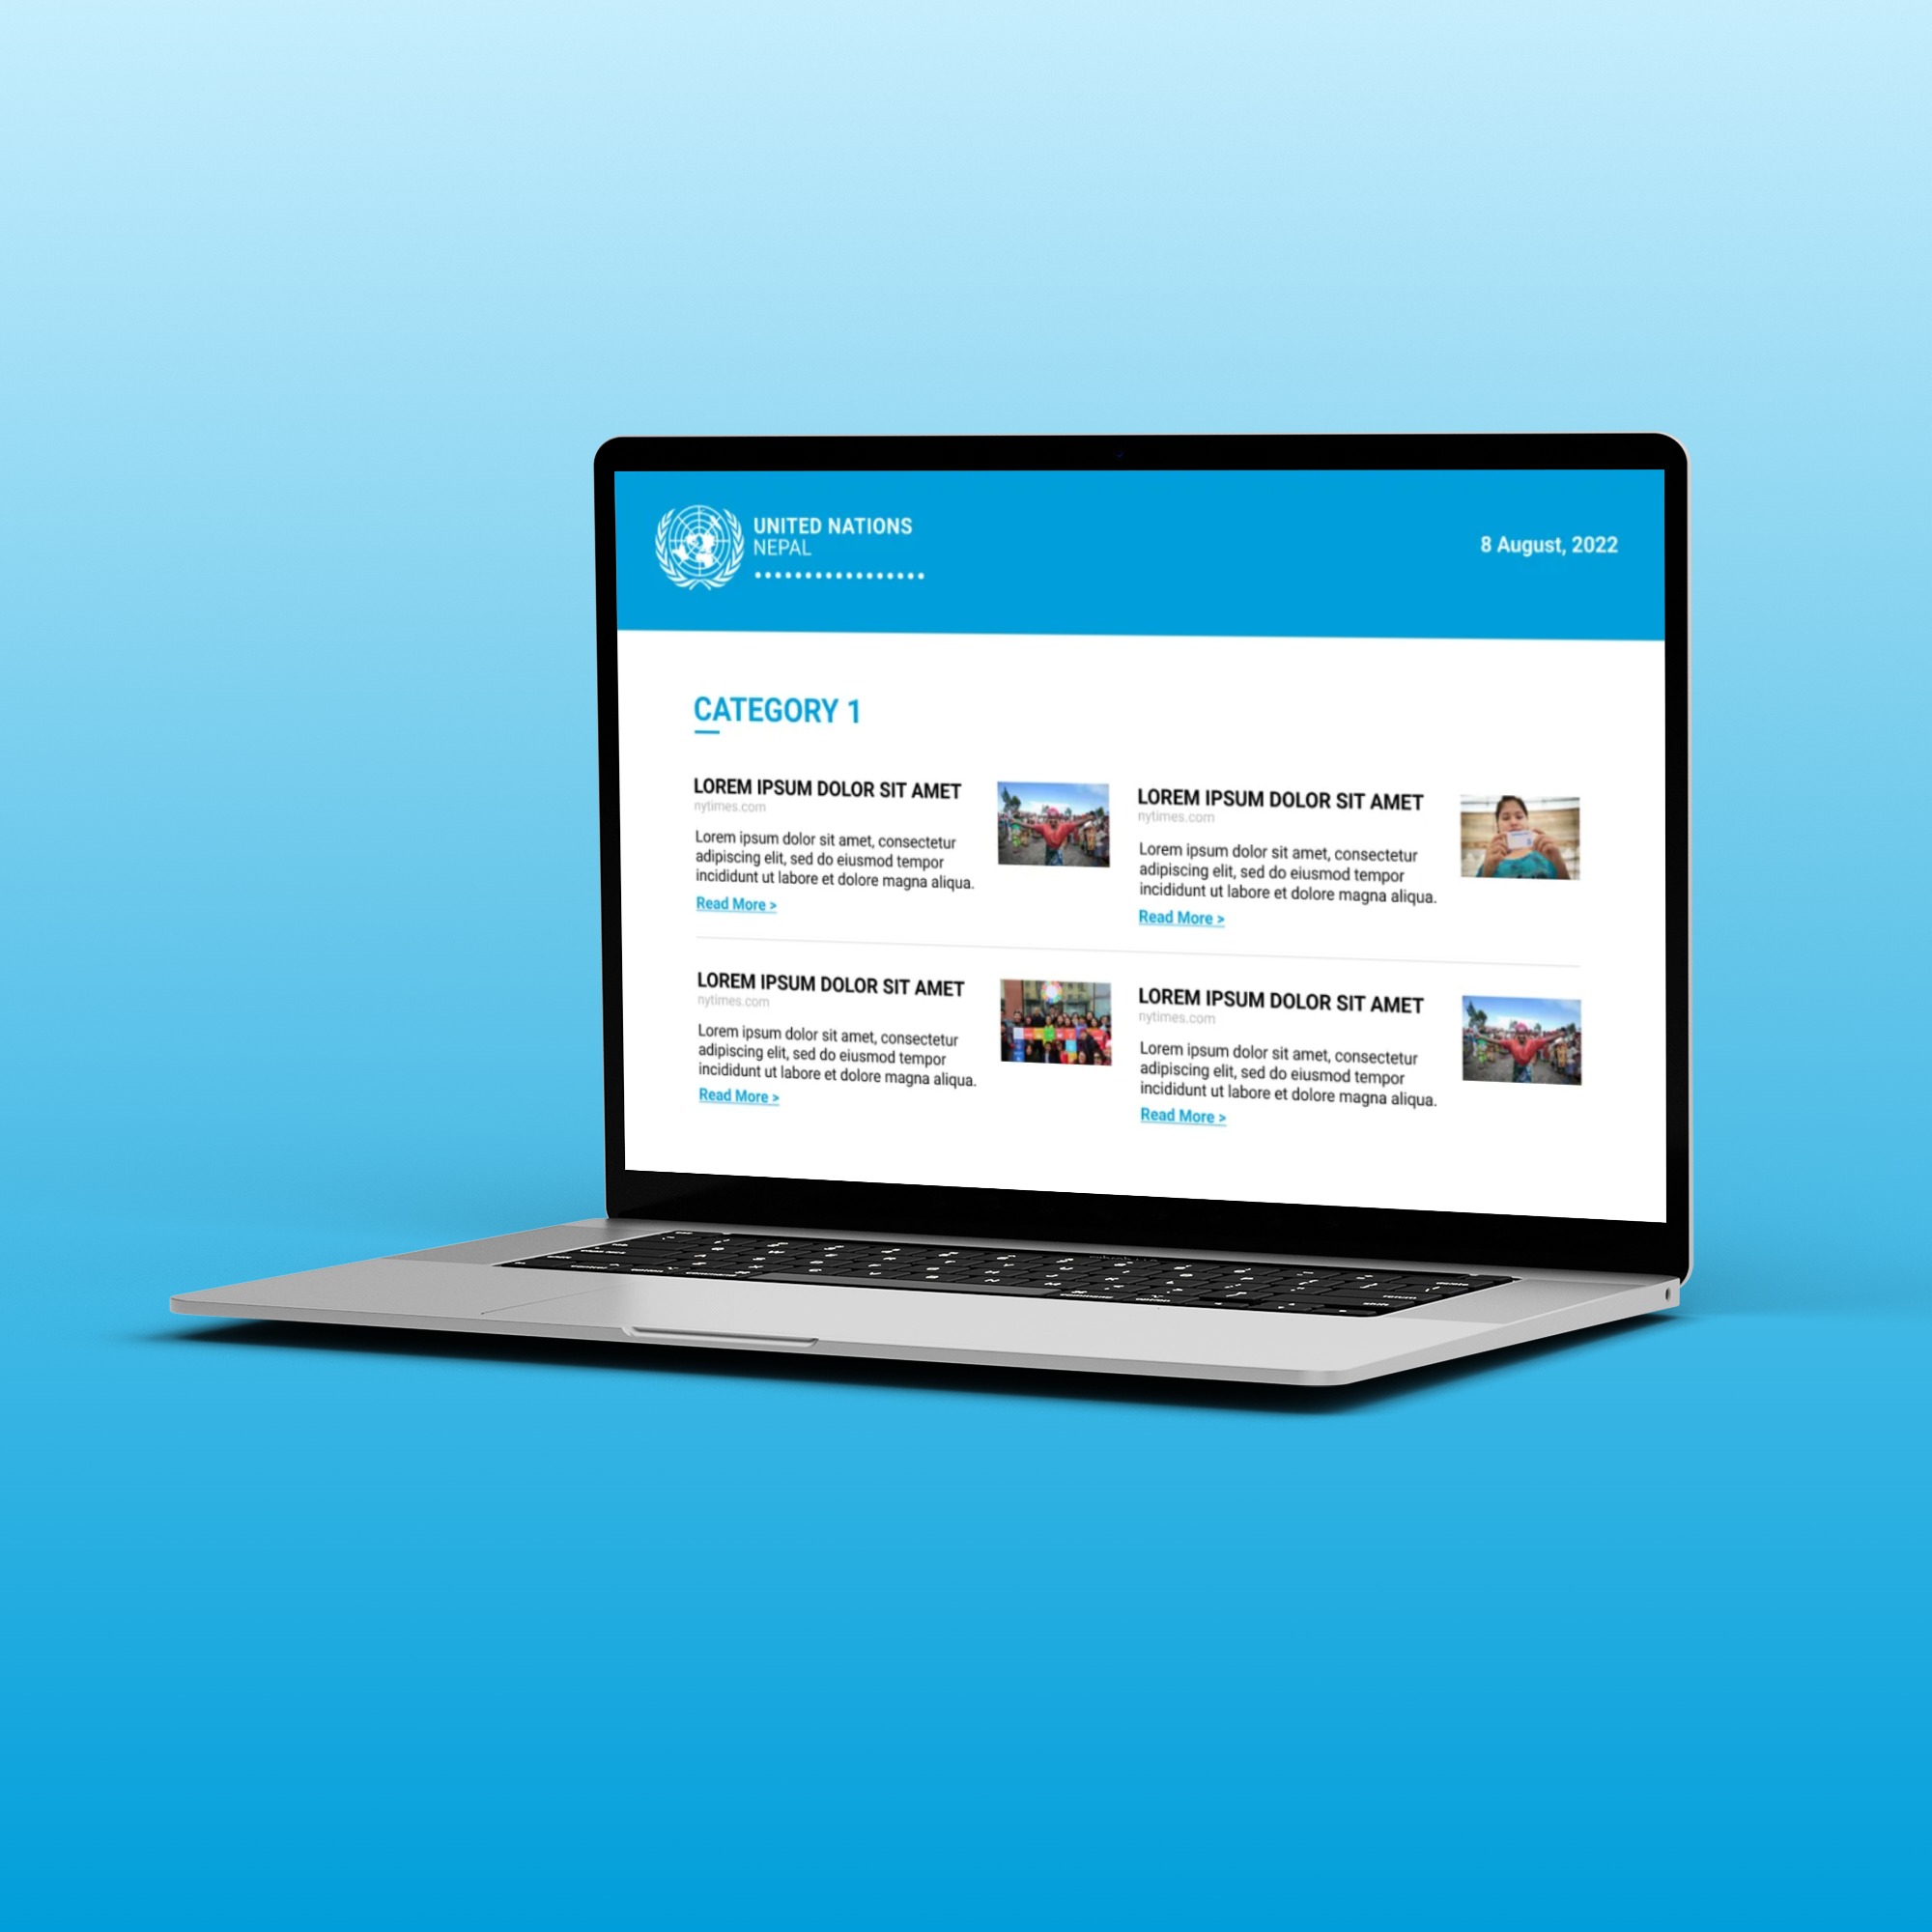 UNITED NATIONS
NEPAL
8 August, 2022
CATEGORY 1
LOREM IPSUM DOLOR SIT AMET
nytimes.com
Lorem ipsum dolor sit amet, consectetur
adipiscing elit, sed do eiusmod tempor
incididunt ut labore et dolore magna aliqua.
Read More >
LOREM IPSUM DOLOR SIT AMET
nytimes.com
Lorem ipsum dolor sit amet, consectetur
adipiscing elit, sed do eiusmod tempor
incididunt ut labore et dolore magna aliqua.
Read More >
LOREM IPSUM DOLOR SIT AMET
nytimes.com
Lorem ipsum dolor sit amet, consectetur
adipiscing elit, sed do eiusmod tempor
incididunt ut labore et dolore magna aliqua.
Read More >
LOREM IPSUM DOLOR SIT AMET
nytimes.com
Lorem ipsum dolor sit amet, consectetur
adipiscing elit, sed do eiusmod tempor
incididunt ut labore et dolore magna aliqua.
Read More >